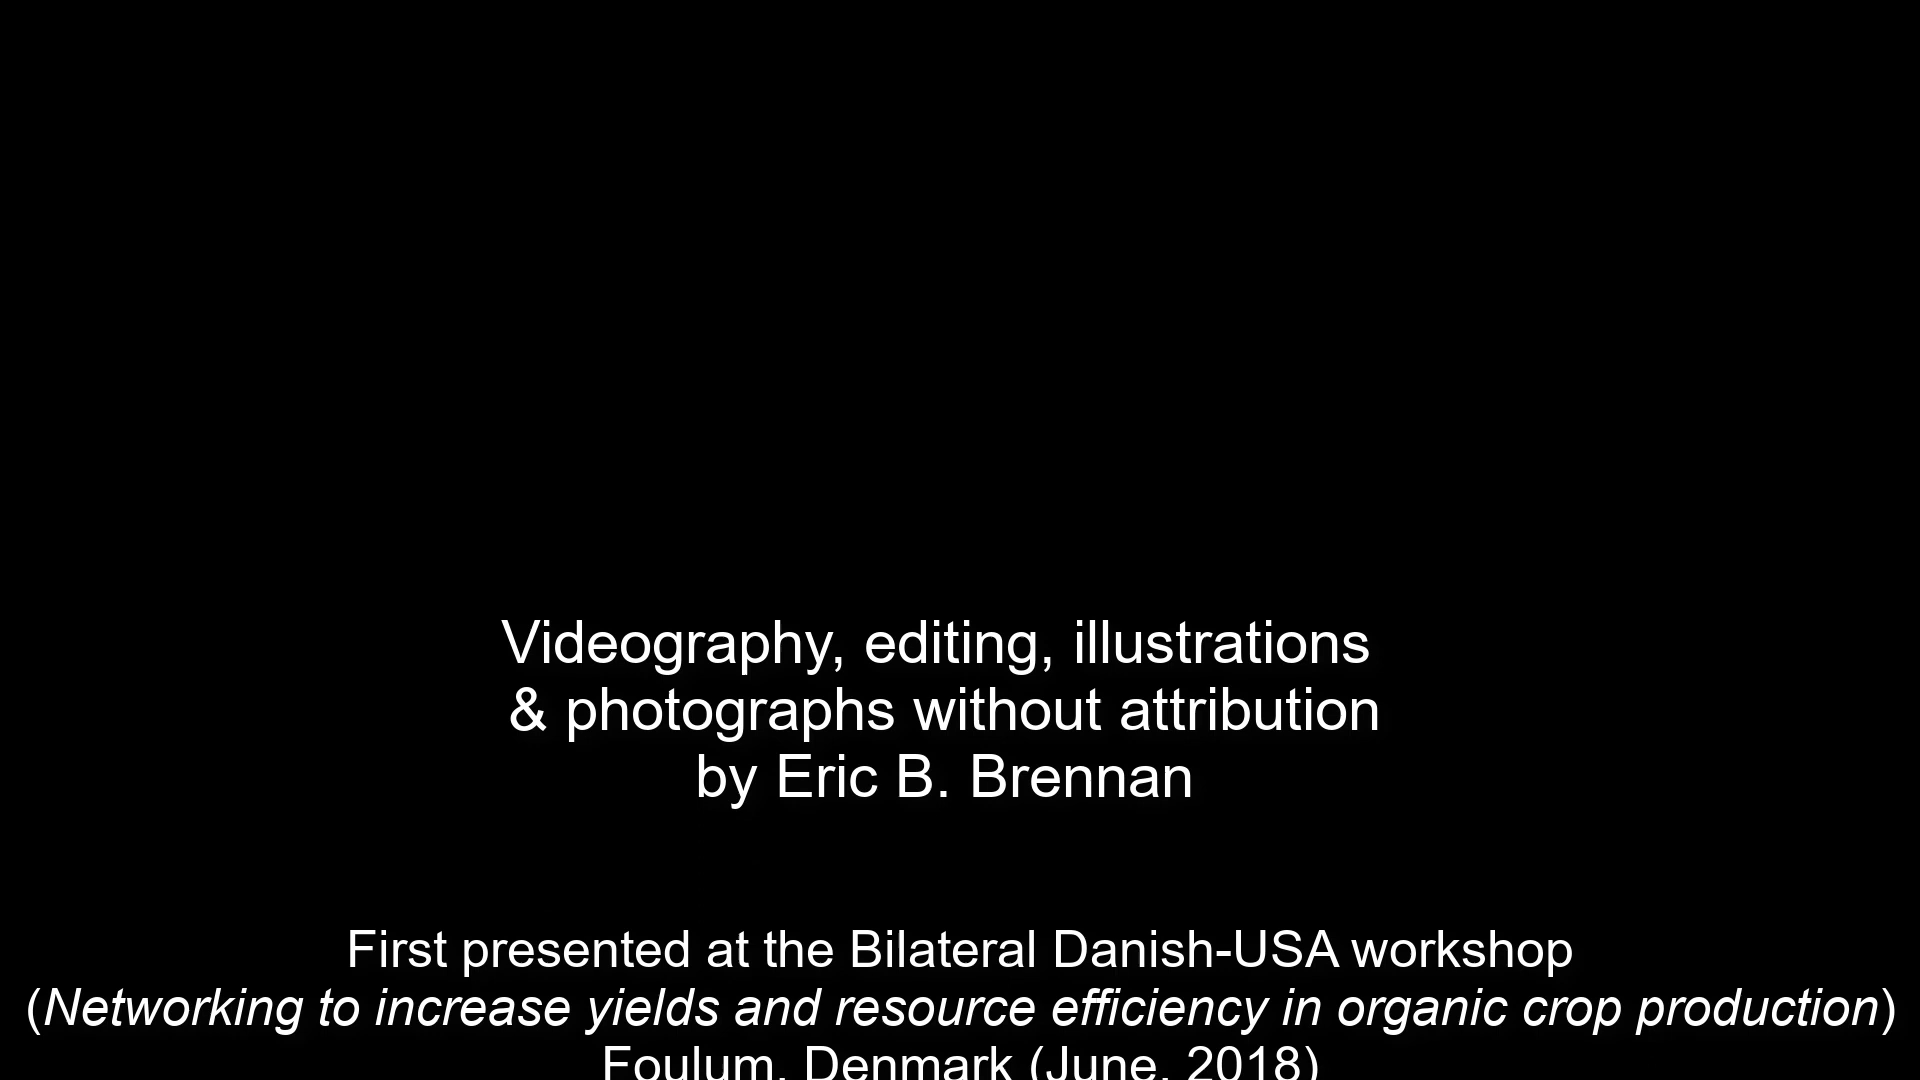 Videography, editing, illustrations
& photographs without attribution
by Eric B. Brennan
First presented at the Bilateral Danish-USA workshop
(Networking to increase yields and resource efficiency in organic crop production)
Foulum, Denmark (June, 2018)